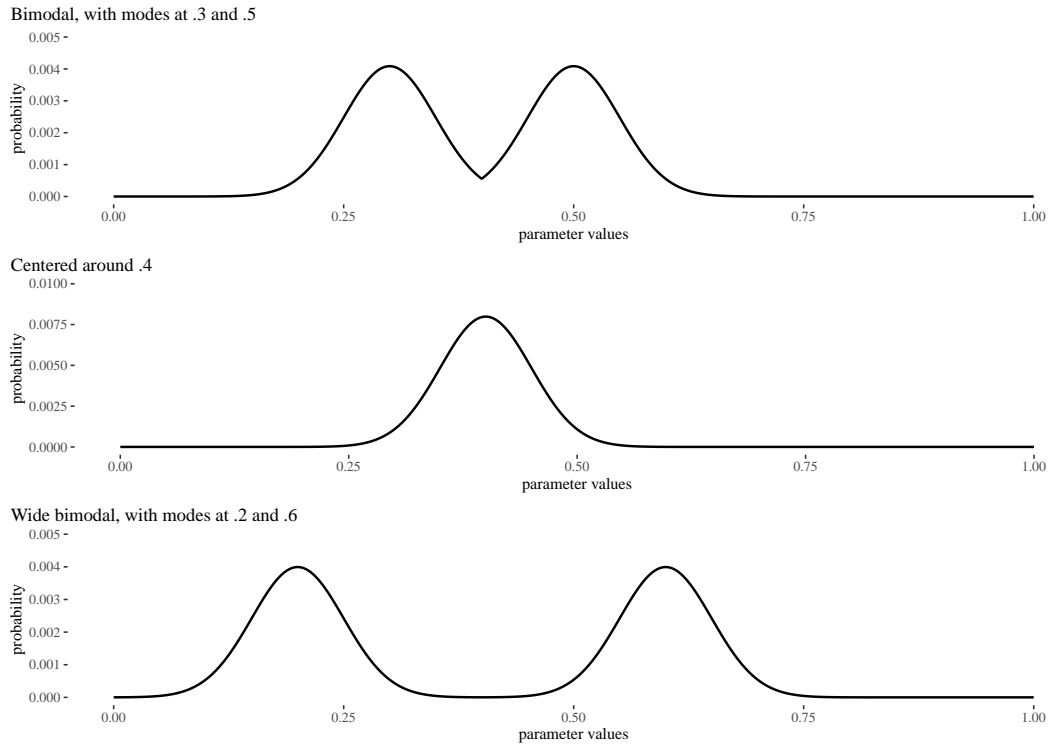 Bimodal, with modes at .3 and .5
0.005
0.004
0.003
0.002
0.001
0.000
probability
0.00 0.25 0.50 0.75 1.00
parameter values
Centered around .4
0.0100
0.0075
0.0050
0.0025
0.0000
probability
0.00 0.25 0.50 0.75 1.00
parameter values
Wide bimodal, with modes at .2 and .6
0.005
0.004
0.003
0.002
0.001
0.000
probability
0.00 0.25 0.50 0.75 1.00
parameter values